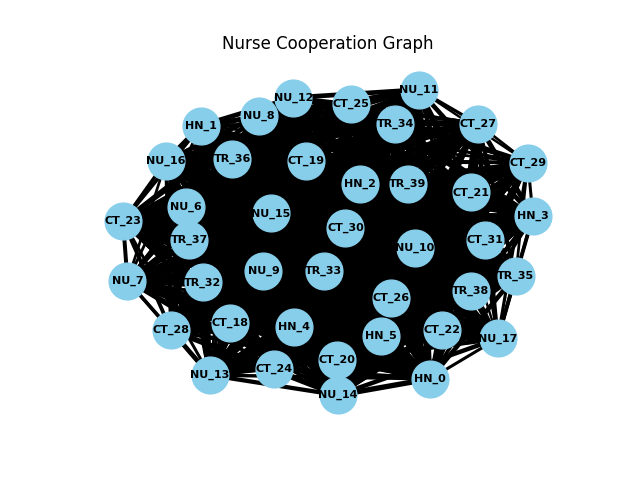 Nurse Cooperation Graph
NU_11
NU_12
CT_25
NU_8
TR_34
CT_27
HN_1
TR_36
CT_19
NU_16
CT_29
HN_2
TR_39
CT_21
NU_6
NU_15
HN_3
CT_23
CT_30
TR_37
CT_31
NU_10
NU_9
TR_33
TR_35
NU_7
TR_32
TR_38
CT_26
CT_18
HN_4
CT_28
CT_22
HN_5
NU_17
CT_20
CT_24
NU_13
HN_0
NU_14